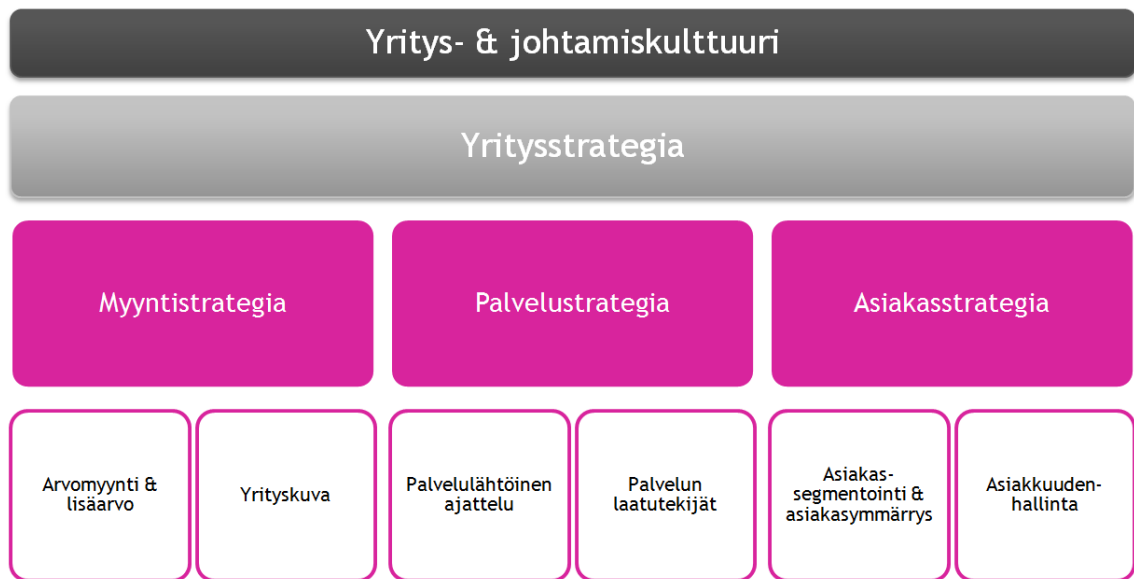 Yritys- & johtamiskulttuuri
Yritysstrategia
Myyntistrategia
Palvelustrategia
Asiakasstrategia
Arvomyynti &
lisäarvo
Yrityskuva
Palvelulähtöinen
ajattelu
Palvelun
laatutekijät
Asiakas-
segmentointi &
asiakasymmärrys
Asiakkuuden-
hallinta